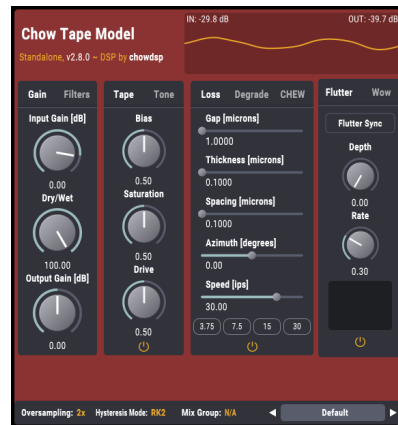 IN: -29.8 dB OUT: -39.7 dB
Chow Tape Model
Standalone, v2.8.0 ~ DSP by chowdsp
Gain Filters
Input Gain [dB]
0.00
Dry/Wet
100.00
Output Gain [dB]
0.00
Tape Tone
Bias
0.50
Saturation
0.50
Drive
0.50
Loss Degrade CHEW
Gap [microns]
1.0000
Thickness [microns]
0.1000
Spacing [microns]
0.1000
Azimuth [degrees]
0.00
Speed [ips]
30.00
3.75 7.5 15 30
Flutter Wow
Flutter Sync
Depth
0.00
Rate
0.30
Oversampling: 2x Hysteresis Mode: RK2 Mix Group: N/A Default